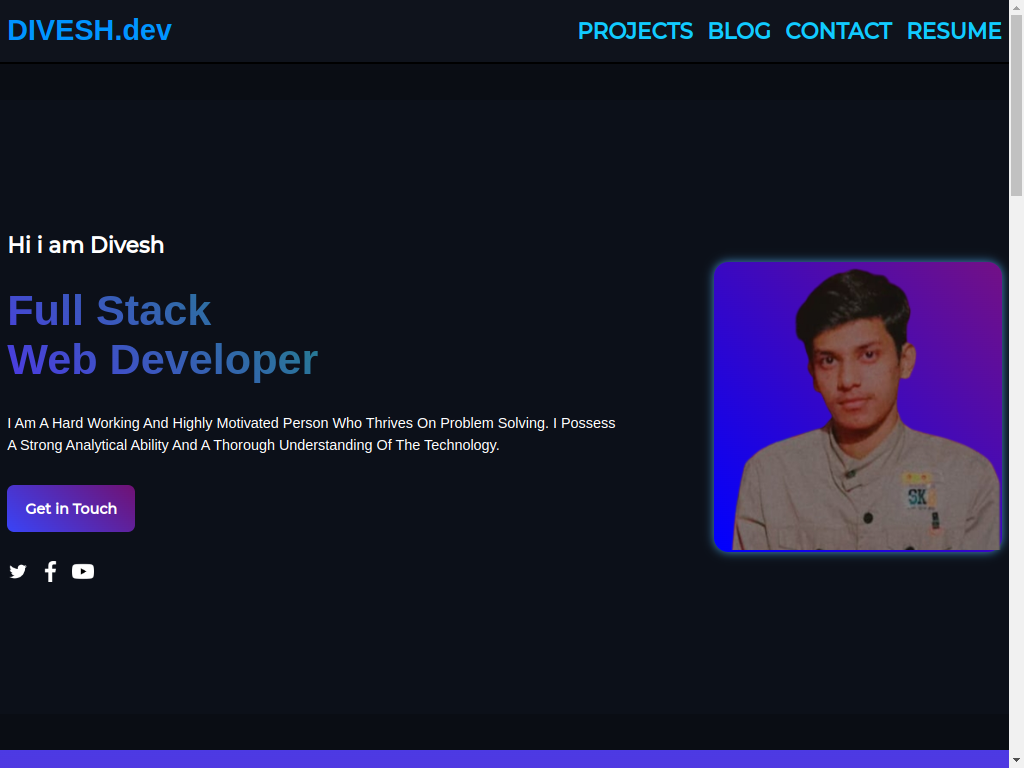 DIVESH.dev
PROJECTS BLOG CONTACT RESUME
Hi i am Divesh
Full Stack
Web Developer
I Am A Hard Working And Highly Motivated Person Who Thrives On Problem Solving. I Possess
A Strong Analytical Ability And A Thorough Understanding Of The Technology.
SK
Get in Touch